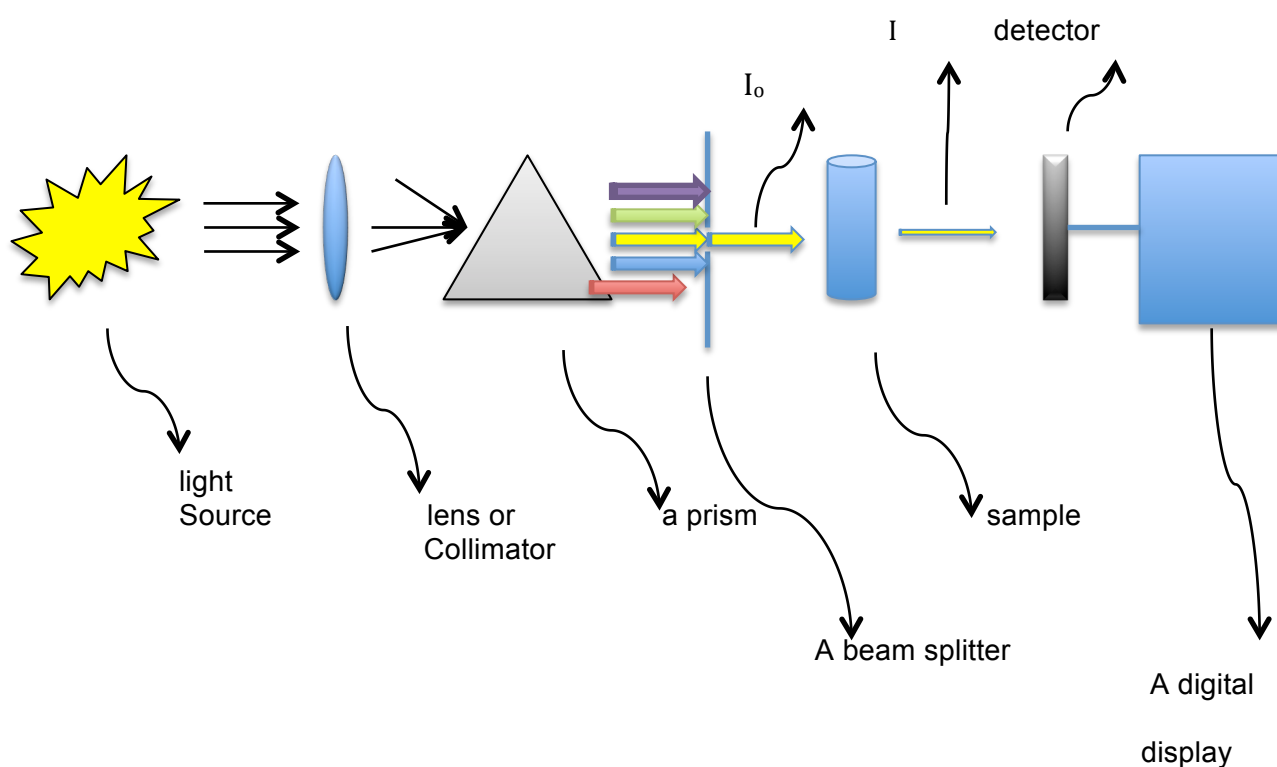 I detector
Iₒ
light
Source
lens or
Collimator
a prism
sample
A beam splitter
A digital
display